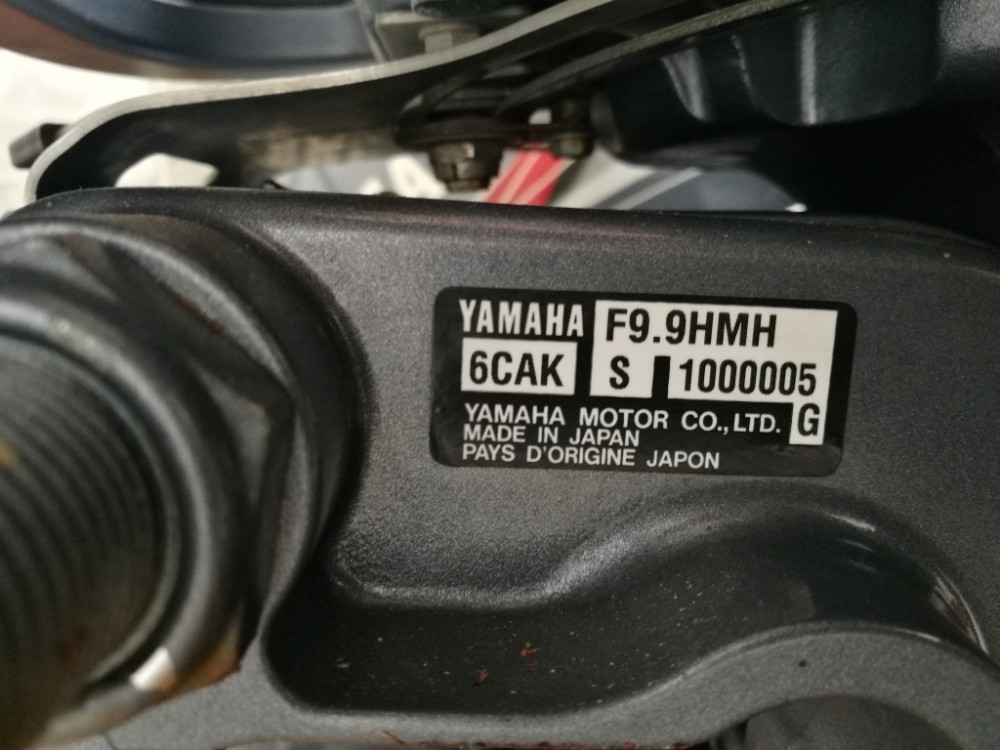 YAMAHA F9.9HMH
6CAK S 1000005
YAMAHA MOTOR CO., LTD. G
MADE IN JAPAN
PAYS D'ORIGINE JAPON